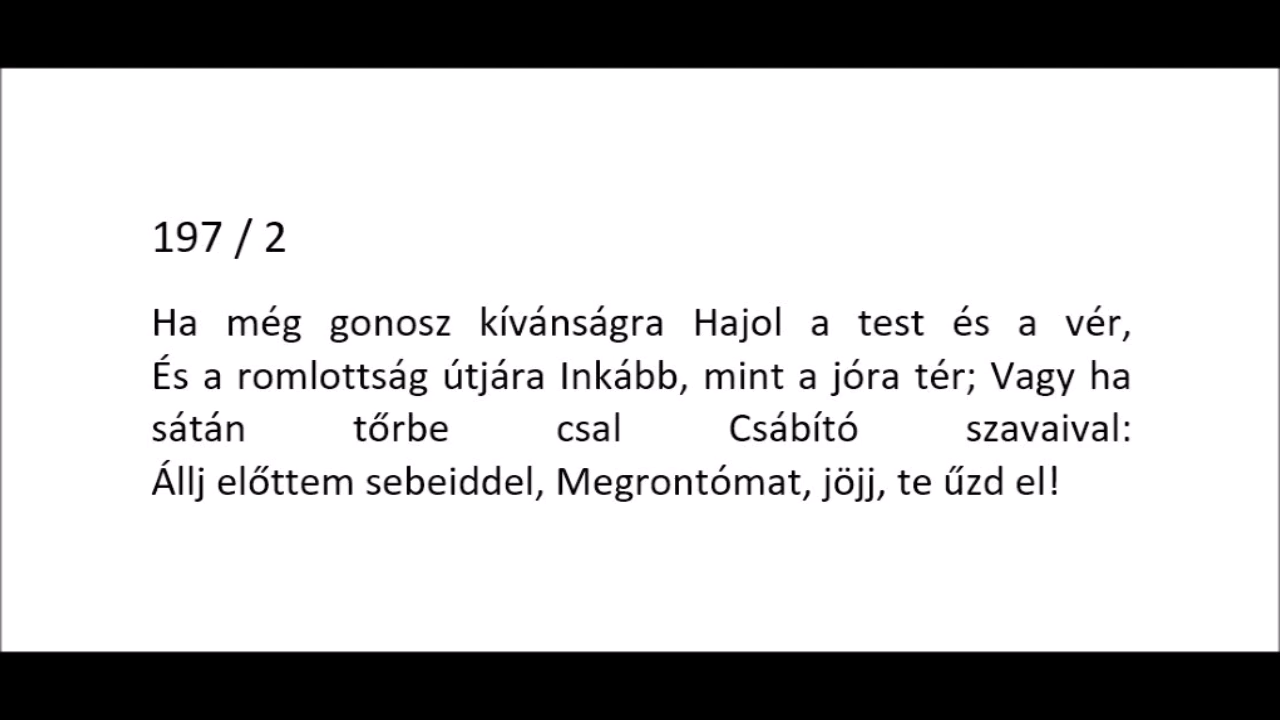 197 / 2
Ha még gonosz kívánságra Hajol a test és a vér,
És a romlottság útjára Inkább, mint a jóra tér; Vagy ha
sátán tőrbe csal Csábító szavaival:
Állj előttem sebeiddel, Megrontómat, jöjj, te űzd el!